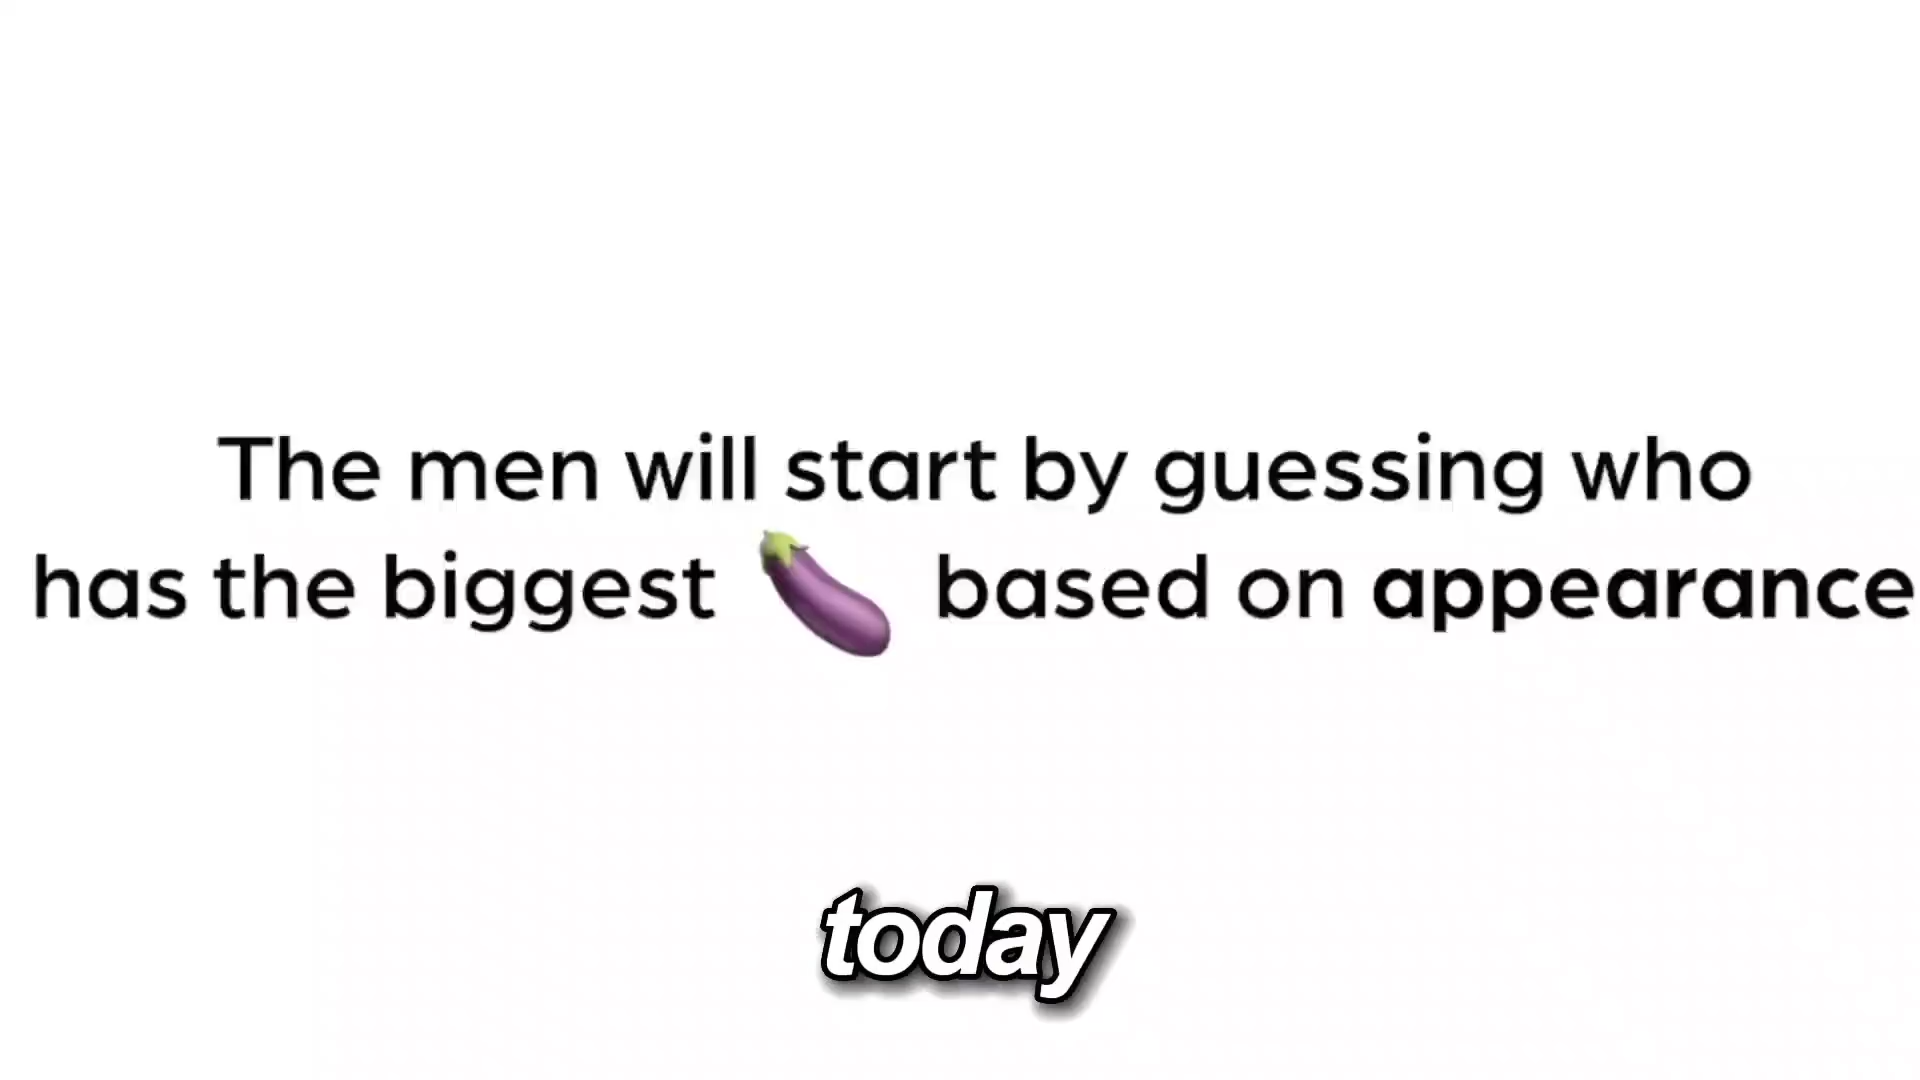 The men will start by guessing who
has the biggest 🍆 based on appearance
today